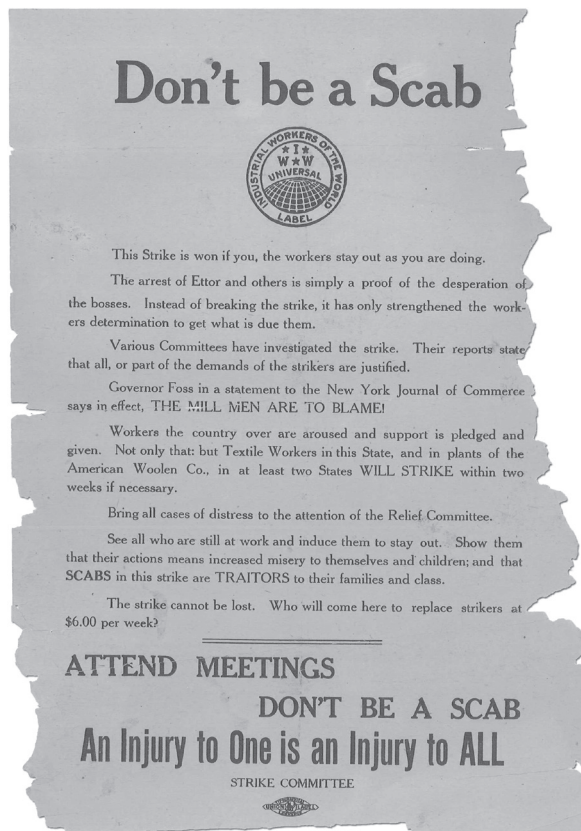 Don't be a Scab
INDUSTRIAL WORKERS OF THE WORLD
★ I ★
W ★ W
UNIVERSAL
LABEL
This Strike is won if you, the workers stay out as you are doing.
The arrest of Ettor and others is simply a proof of the desperation of
the bosses. Instead of breaking the strike, it has only strengthened the work-
ers determination to get what is due them.
Various Committees have investigated the strike. Their reports state
that all, or part of the demands of the strikers are justified.
Governor Foss in a statement to the New York Journal of Commerce
says in effect, THE MILL MEN ARE TO BLAME!
Workers the country over are aroused and support is pledged and
given. Not only that: but Textile Workers in this State, and in plants of the
American Woolen Co., in at least two States WILL STRIKE within two
weeks if necessary.
Bring all cases of distress to the attention of the Relief Committee.
See all who are still at work and induce them to stay out. Show them
that their actions means increased misery to themselves and children; and that
SCABS in this strike are TRAITORS to their families and class.
The strike cannot be lost. Who will come here to replace strikers at
$6.00 per week?
ATTEND MEETINGS
DON'T BE A SCAB
An Injury to One is an Injury to ALL
STRIKE COMMITTEE
UNION LABEL